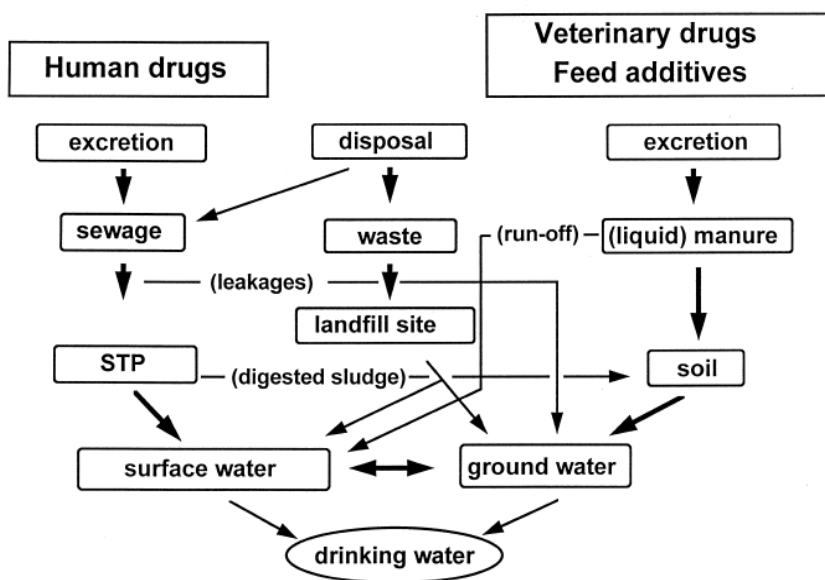 Human drugs
Veterinary drugs
Feed additives
excretion
disposal
excretion
sewage
waste
(run-off)
(liquid) manure
(leakages)
landfill site
STP
(digested sludge)
soil
surface water
ground water
drinking water